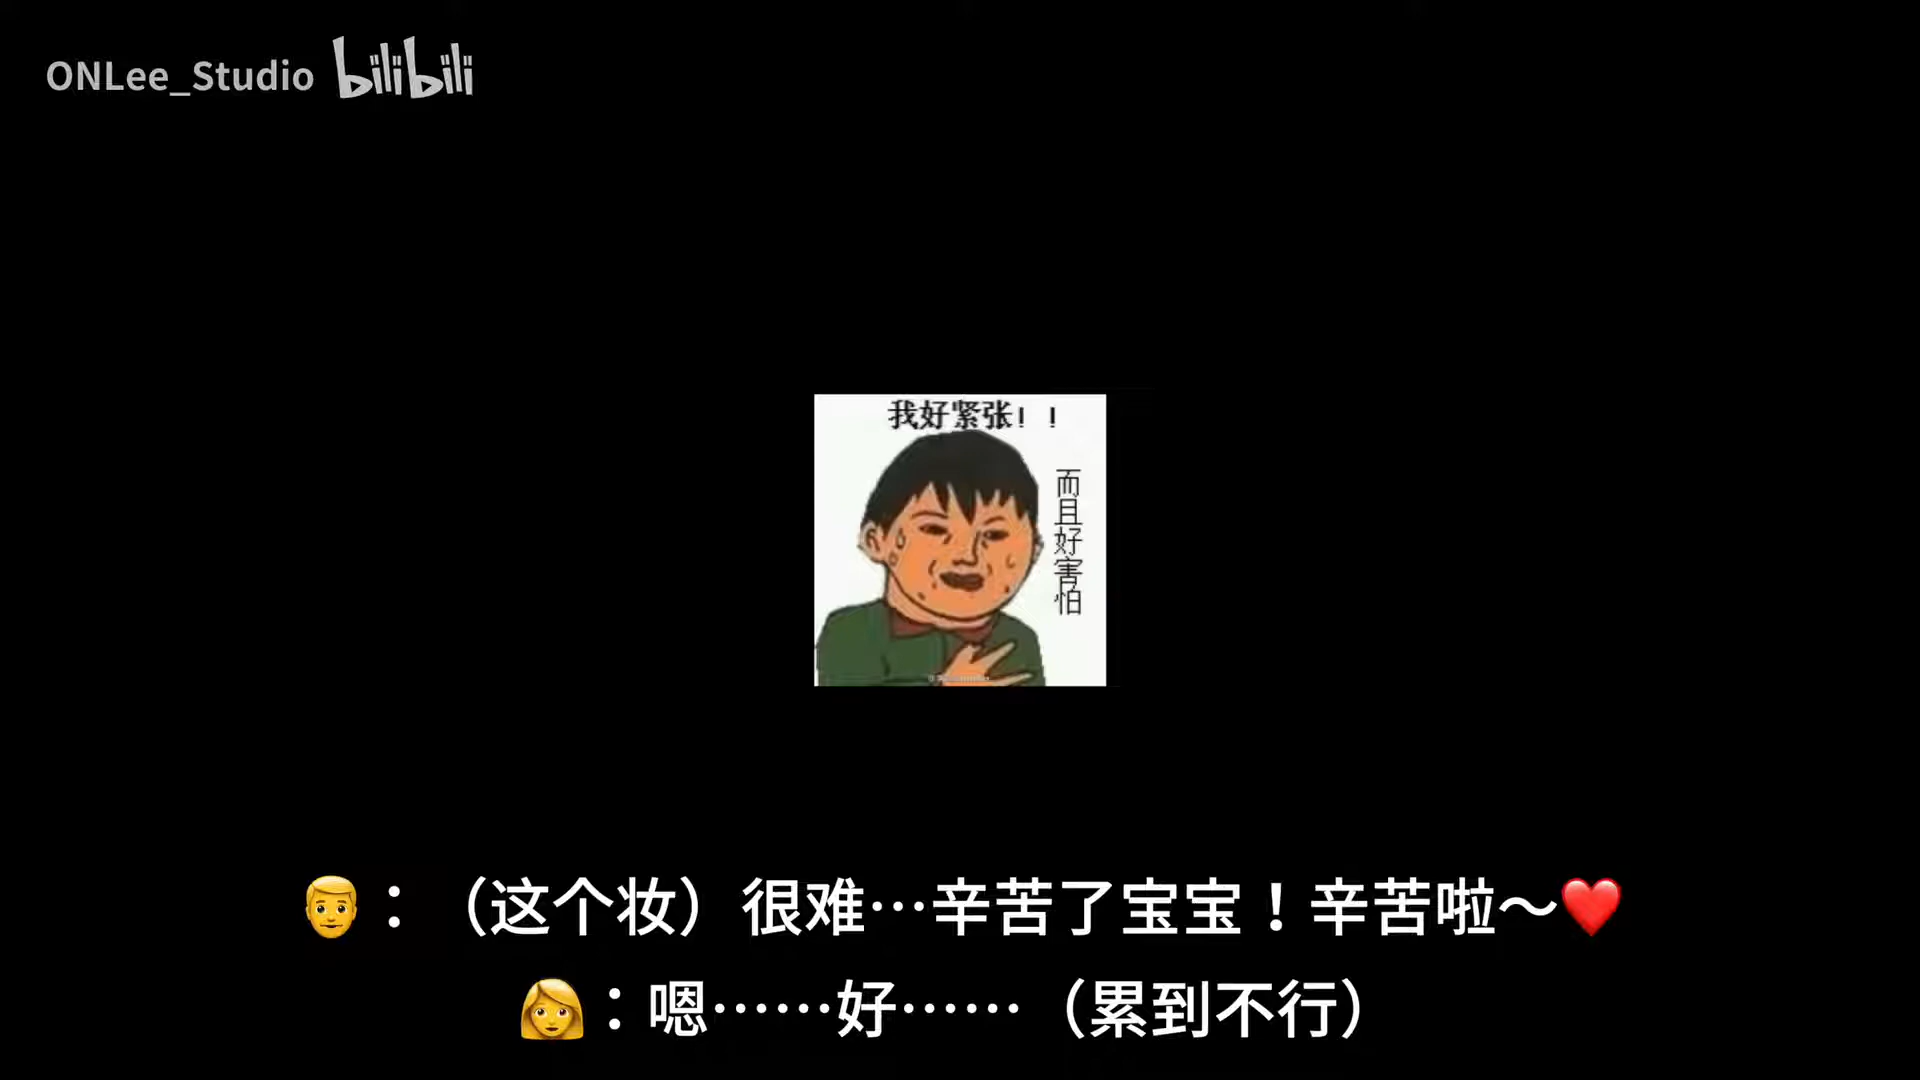 ONLee_Studio bilibili
我好紧张！！
而且好害怕
👨：（这个妆）很难…辛苦了宝宝！辛苦啦～❤️
👩：嗯……好……（累到不行）